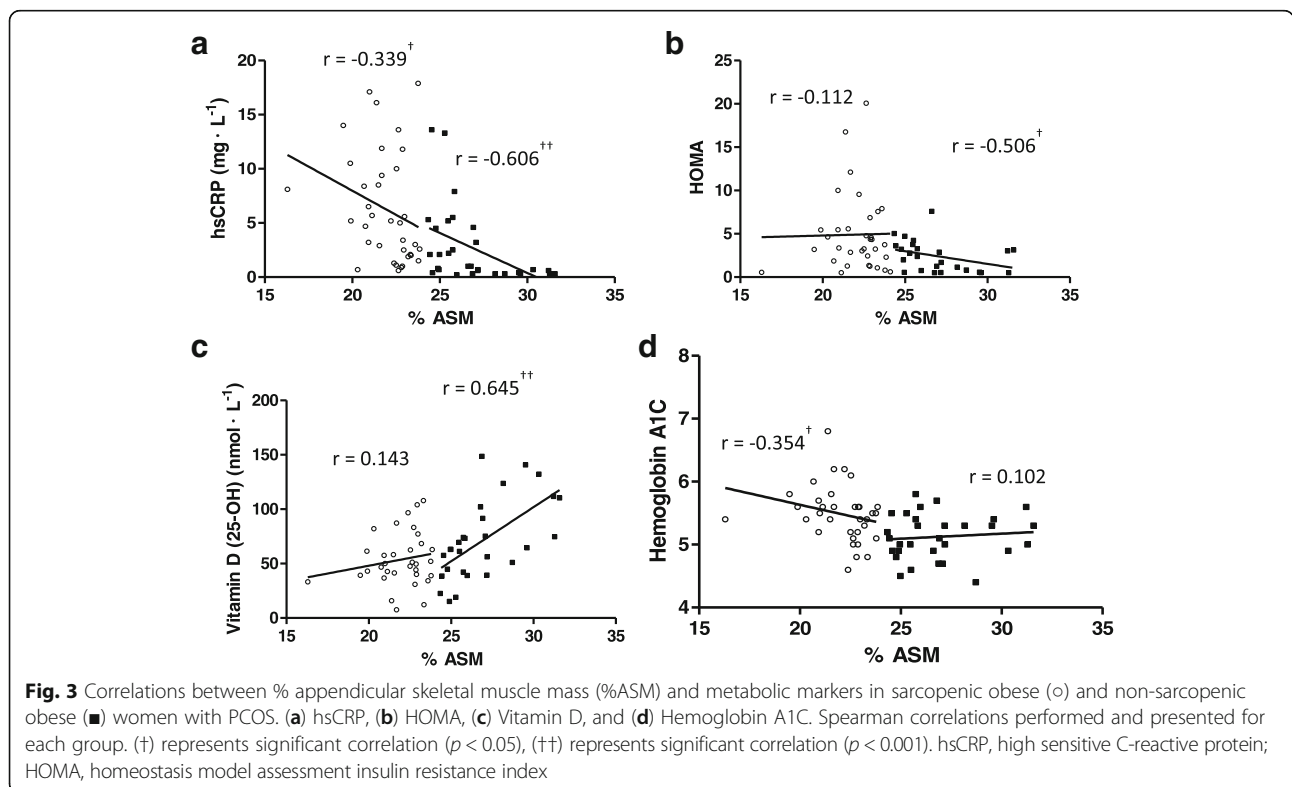 a
r = -0.339†
r = -0.606††
hsCRP (mg · L-1)
20
15
10
5
0
15 20 25 30 35
% ASM
b
r = -0.112
r = -0.506†
HOMA
25
20
15
10
5
0
15 20 25 30 35
% ASM
c
r = 0.645††
r = 0.143
Vitamin D (25-OH) (nmol · L-1)
200
150
100
50
0
15 20 25 30 35
% ASM
d
r = -0.354†
r = 0.102
Hemoglobin A1C
8
7
6
5
4
15 20 25 30 35
% ASM
Fig. 3 Correlations between % appendicular skeletal muscle mass (%ASM) and metabolic markers in sarcopenic obese (○) and non-sarcopenic
obese (■) women with PCOS. (a) hsCRP, (b) HOMA, (c) Vitamin D, and (d) Hemoglobin A1C. Spearman correlations performed and presented for
each group. (†) represents significant correlation (p < 0.05), (††) represents significant correlation (p < 0.001). hsCRP, high sensitive C-reactive protein;
HOMA, homeostasis model assessment insulin resistance index